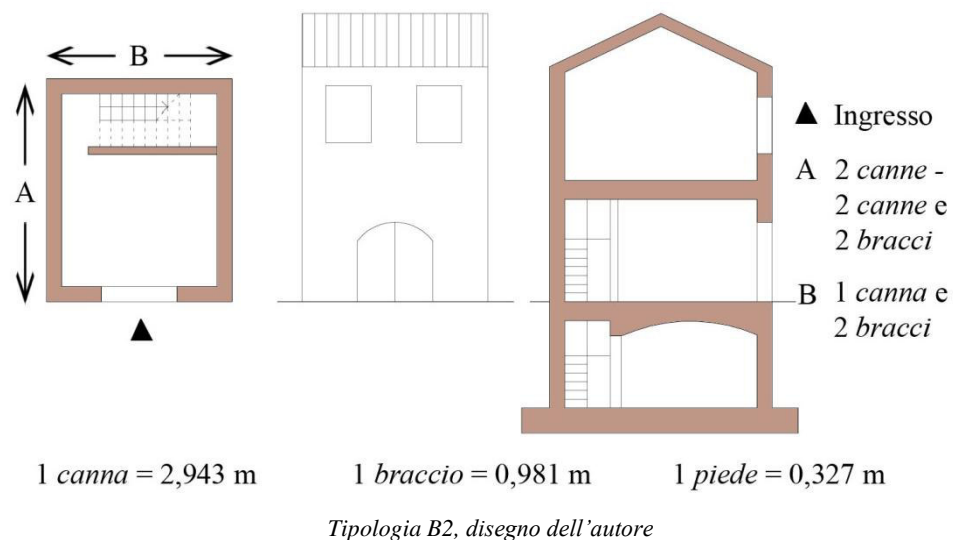 B
A
▲ Ingresso
A 2 canne -
2 canne e
2 bracci
B 1 canna e
2 bracci
1 canna = 2,943 m 1 braccio = 0,981 m 1 piede = 0,327 m
Tipologia B2, disegno dell'autore